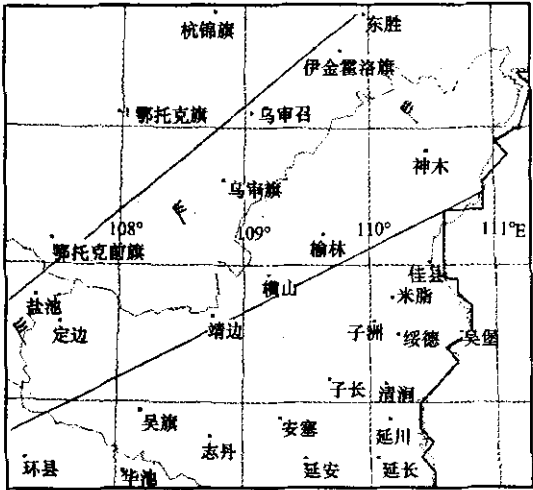 杭锦旗
东胜
伊金霍洛旗
鄂托克旗
乌审召
神木
乌审旗
108°
109°
110°
111°E
鄂托克前旗
榆林
佳县
横山
米脂
盐池
定边
靖边
子洲
绥德
吴堡
子长
清涧
吴旗
安塞
延川
志丹
环县
华池
延安
延长